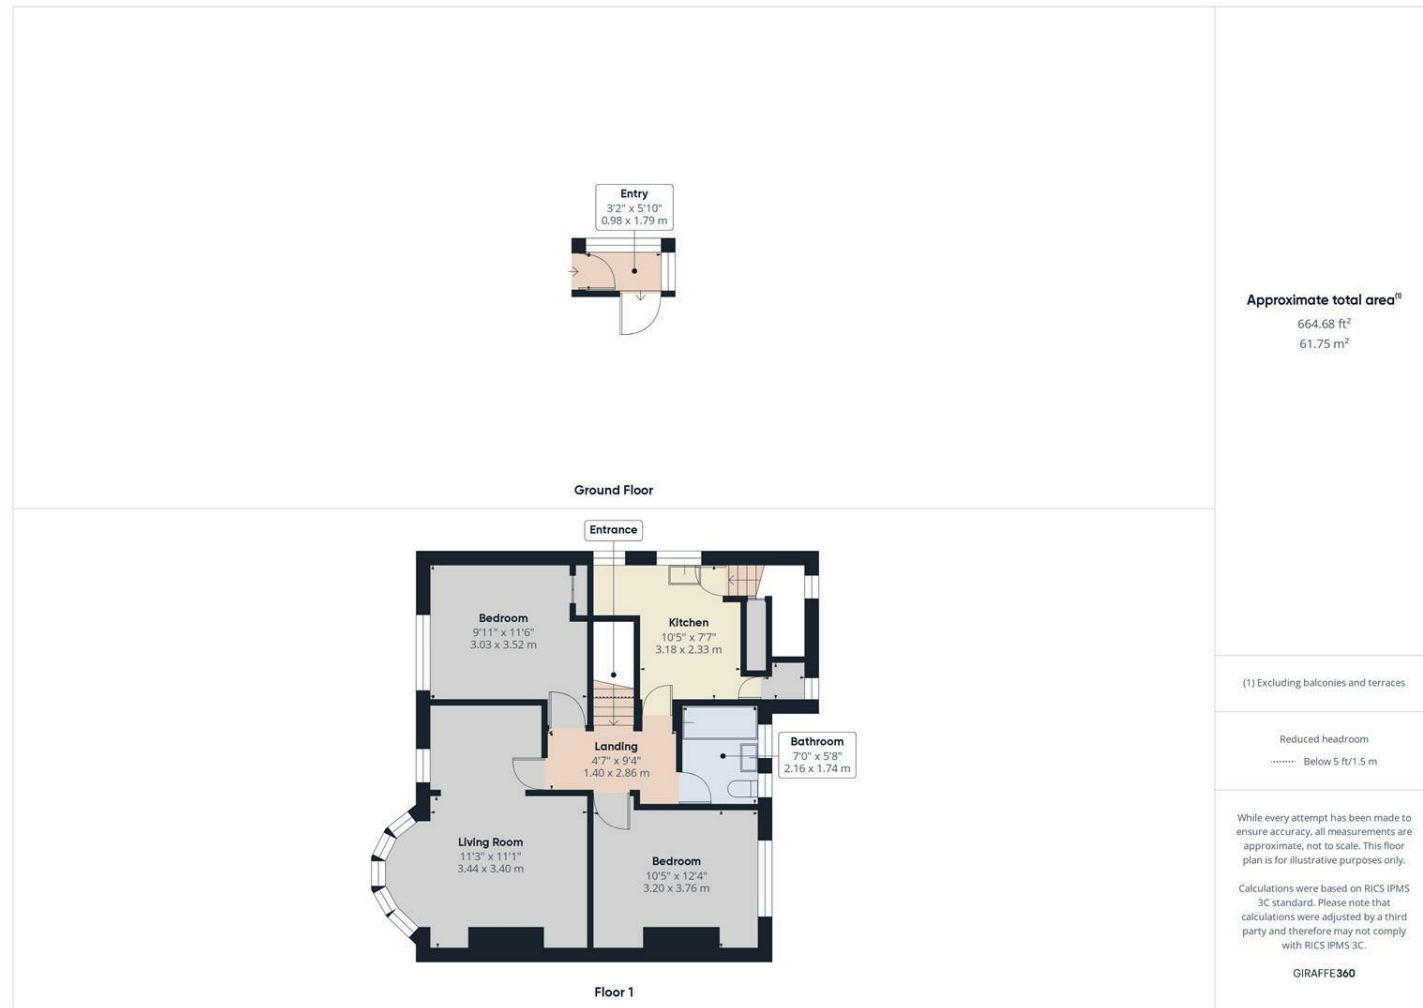 Entry
3'2" x 5'10"
0.98 x 1.79 m
Ground Floor
Entrance
Bedroom
9'11" x 11'6"
3.03 x 3.52 m
Kitchen
10'5" x 7'7"
3.18 x 2.33 m
Landing
4'7" x 9'4"
1.40 x 2.86 m
Bathroom
7'0" x 5'8"
2.16 x 1.74 m
Living Room
11'3" x 11'1"
3.44 x 3.40 m
Bedroom
10'5" x 12'4"
3.20 x 3.76 m
Floor 1
Approximate total area(1)
664.68 ft²
61.75 m²
(1) Excluding balconies and terraces
Reduced headroom
Below 5 ft/1.5 m
While every attempt has been made to
ensure accuracy, all measurements are
approximate, not to scale. This floor
plan is for illustrative purposes only.
Calculations were based on RICS IPMS
3C standard. Please note that
calculations were adjusted by a third
party and therefore may not comply
with RICS IPMS 3C.
GIRAFFE360